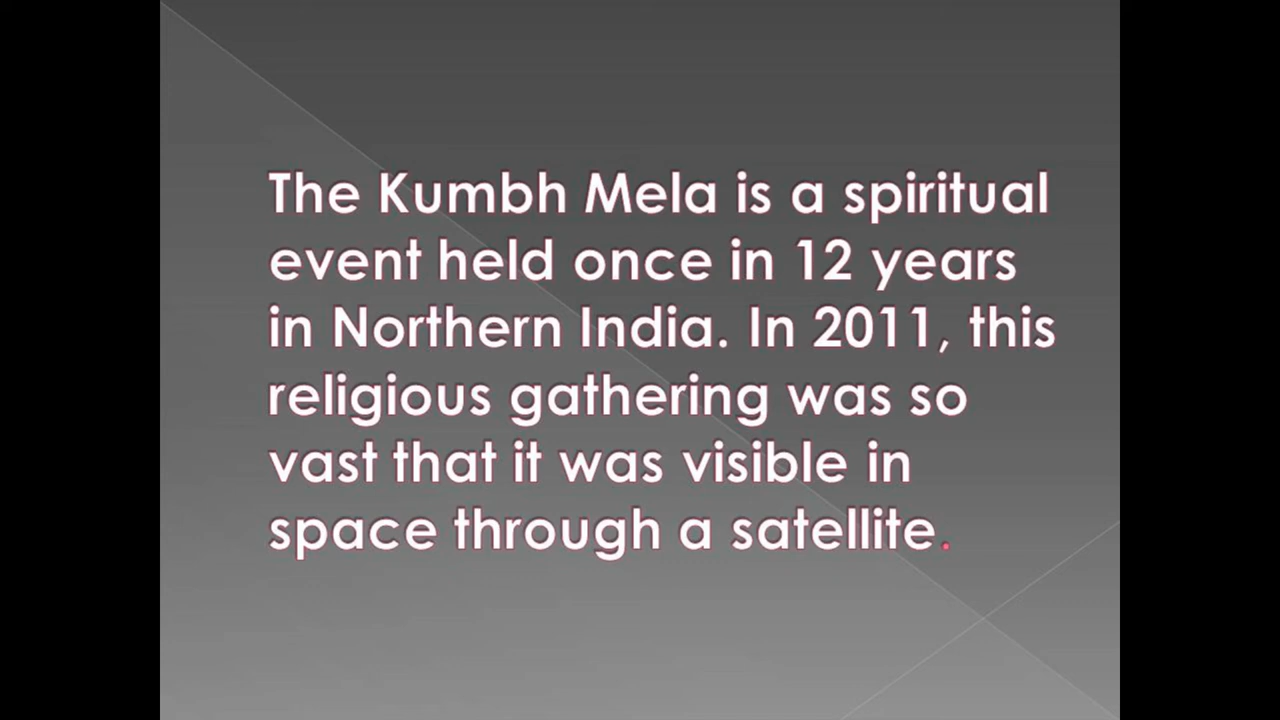 The Kumbh Mela is a spiritual
event held once in 12 years
in Northern India. In 2011, this
religious gathering was so
vast that it was visible in
space through a satellite.